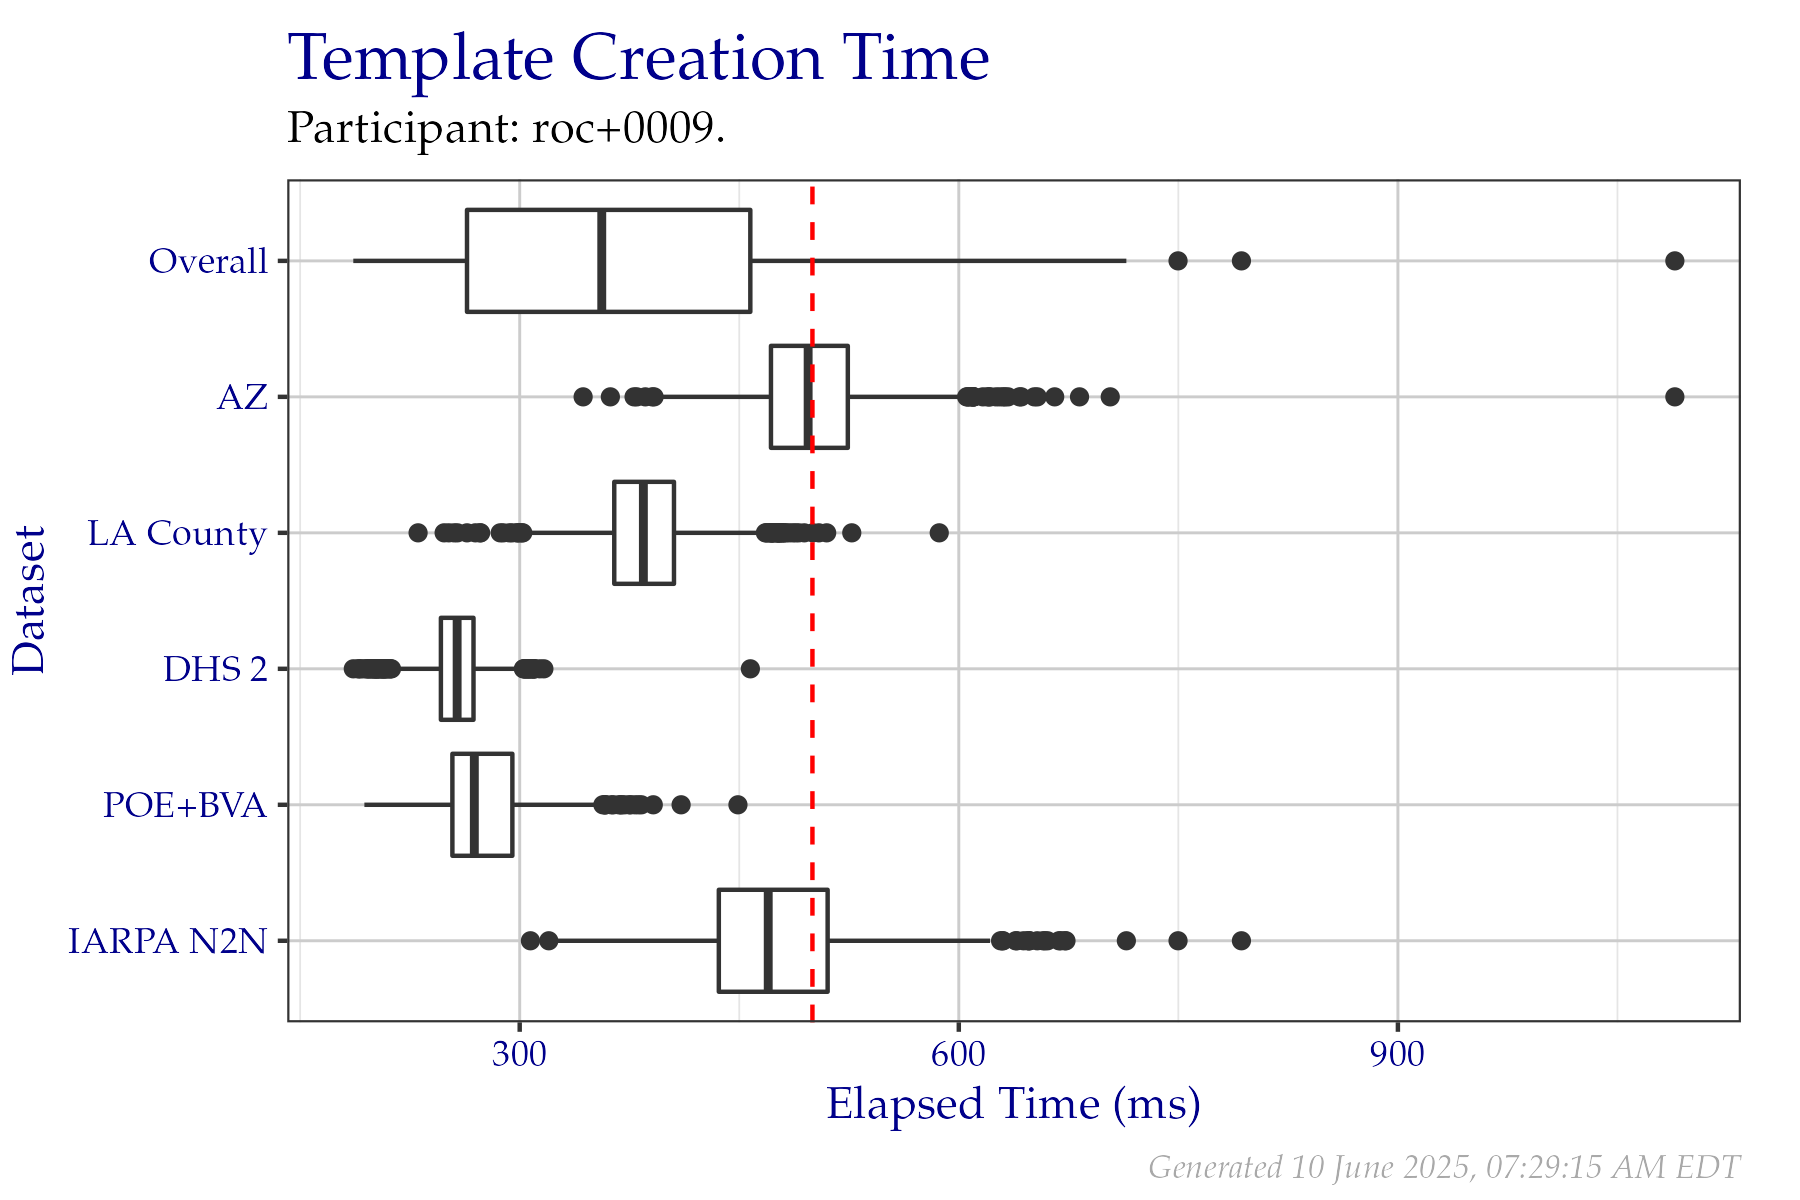 Template Creation Time
Participant: roc+0009.
Overall
AZ
LA County
DHS 2
POE+BVA
IARPA N2N
Dataset
300 600 900
Elapsed Time (ms)
Generated 10 June 2025, 07:29:15 AM EDT